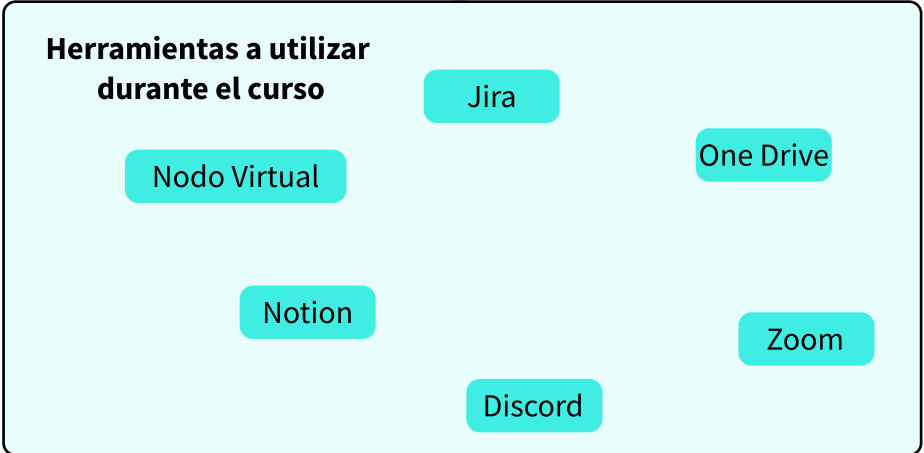 Herramientas a utilizar
durante el curso
Jira
One Drive
Nodo Virtual
Notion
Zoom
Discord